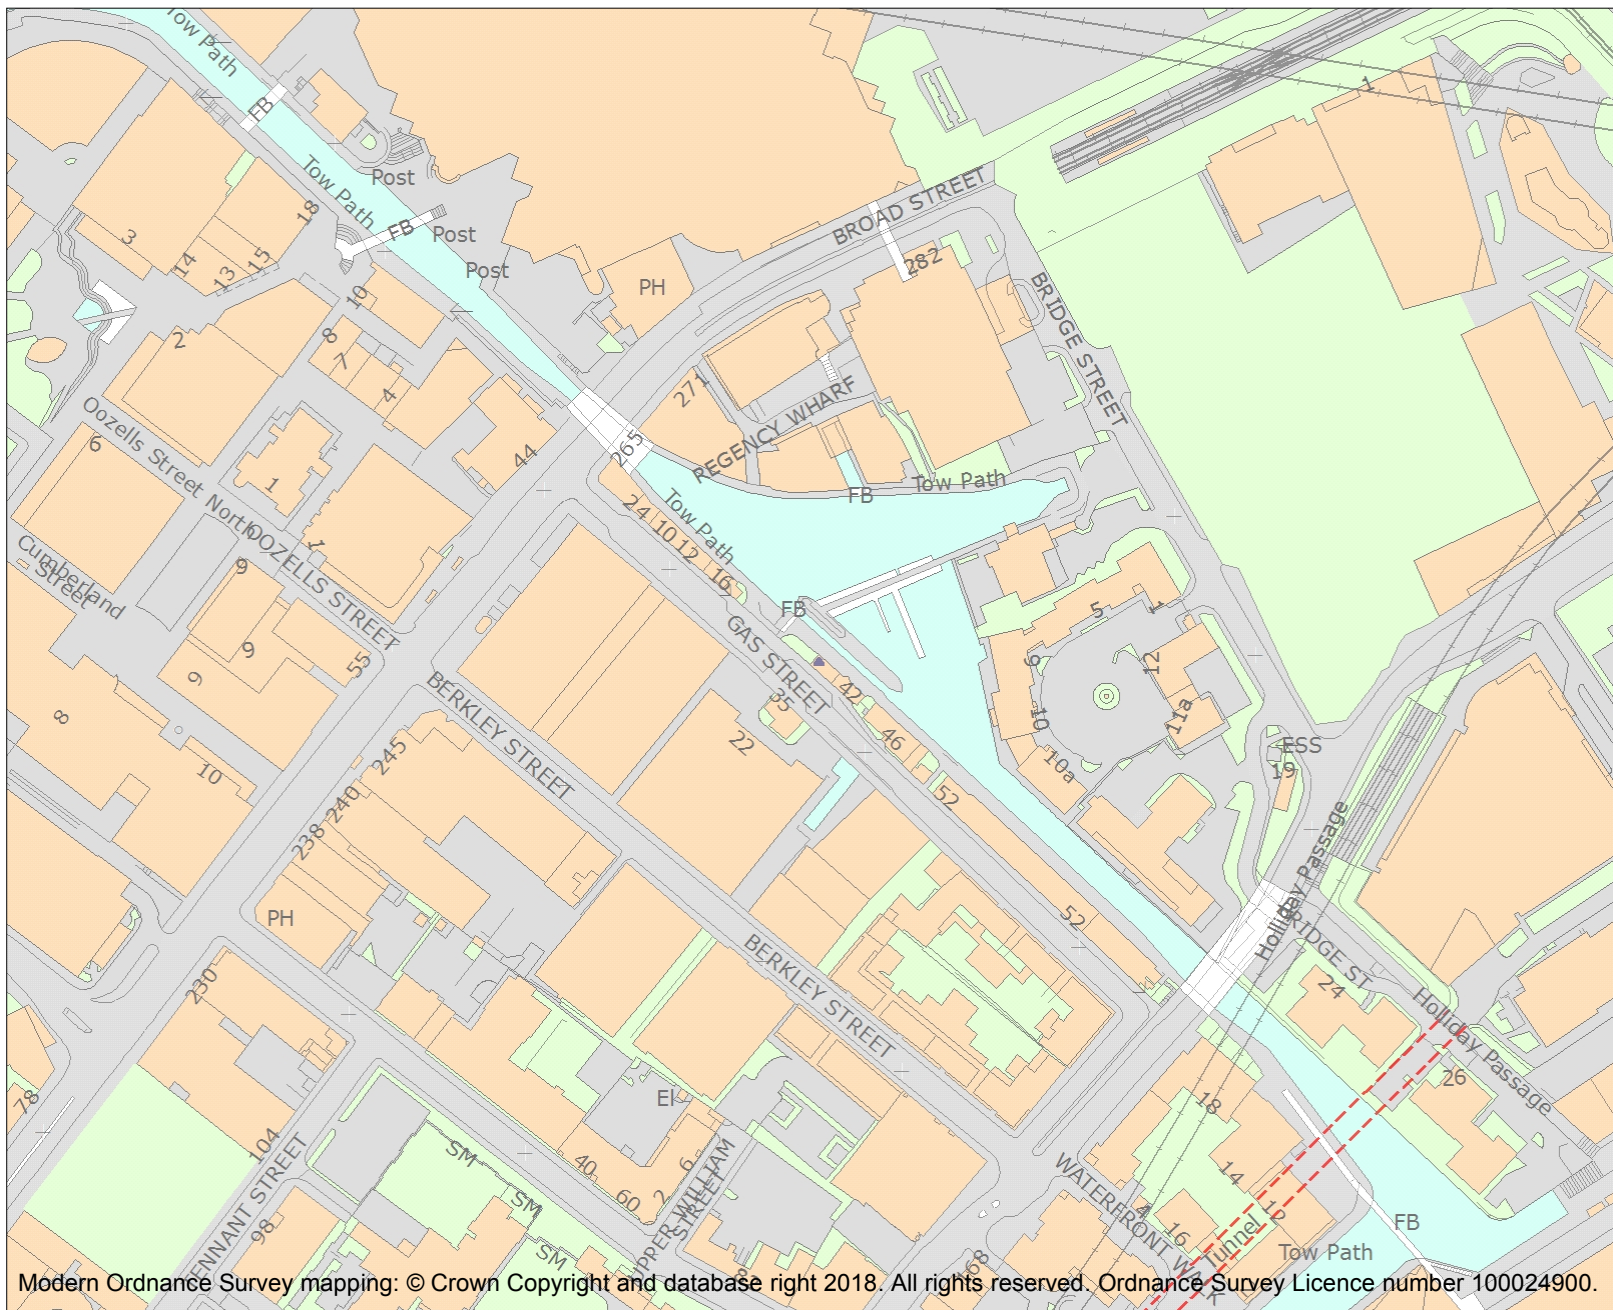 Tow Path
FB
1
Tow Path
Post
18
FB
Post
BROAD STREET
3
14
13
15
Post
282
PH
10
BRIDGE STREET
2
8
7
4
271
REGENCY WHARF
Oozells Street North
6
44
265
1
Tow Path
FB
Tow Path
24
10
12
16
OOZELLS STREET
1
Cumberland
Street
9
FB
5
1
GAS STREET
9
9
55
9
12
42
35
10
11a
BERKLEY STREET
8
22
46
ESS
19
10
245
10a
52
240
238
Holliday Passage
52
PH
BRIDGE ST
BERKLEY STREET
24
230
Holliday Passage
26
El
78
18
104
SM
40
6
14
WATERFRONT W
SM
60
2
UPPER WILLIAM
STREET
4
12
16
FB
98
TENNANT STREET
SM
Tunnel
Tow Path
68
Modern Ordnance Survey mapping: © Crown Copyright and database right 2018. All rights reserved. Ordnance Survey Licence number 100024900.